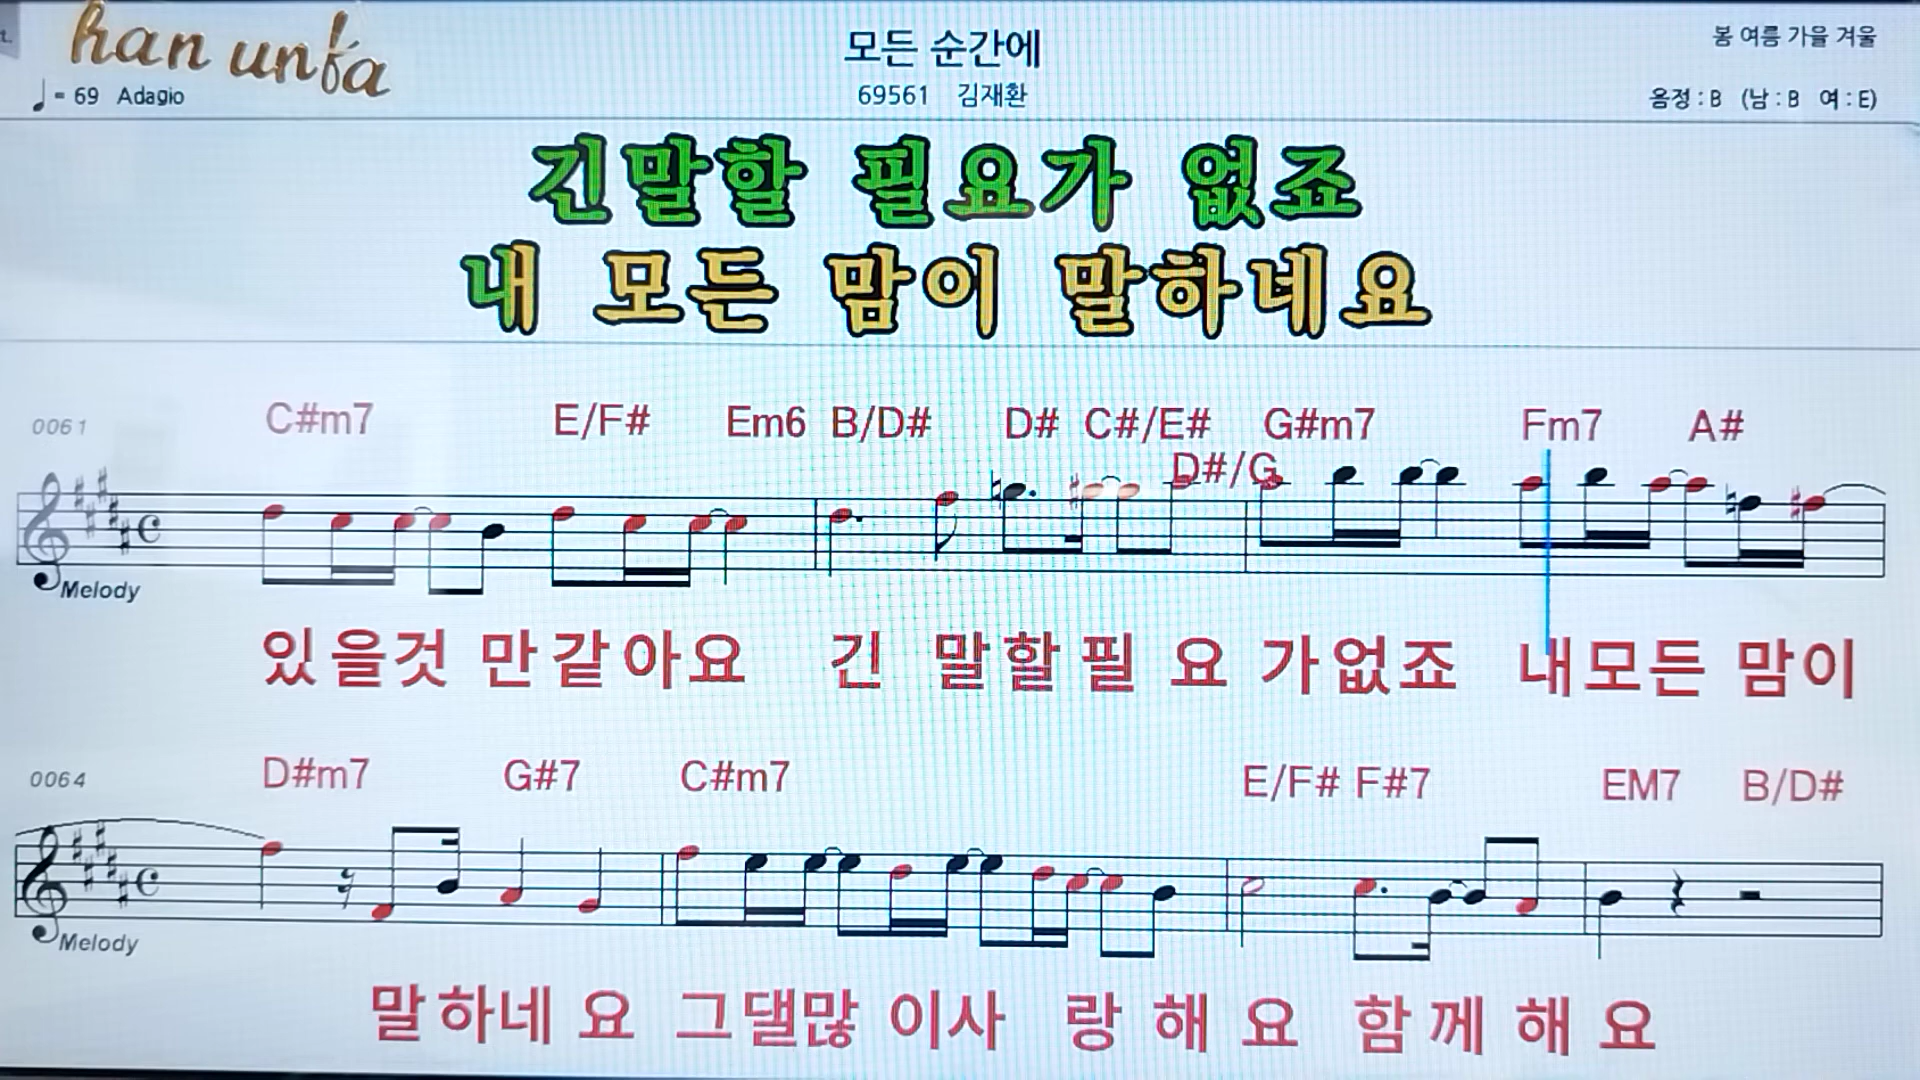 han unfa
모든 순간에
봄 여름 가을 겨울
♩= 69 Adagio
69561 김재환
음정 : B (남 : B 여 : E)
긴말할 필요가 없죠
내 모든 맘이 말하네요
0061 C#m7 E/F# Em6 B/D# D# C#/E# G#m7 Fm7 A#
D#/G
Melody
있을것 만같아요 긴 말할필 요 가없죠 내모든 맘이
0064 D#m7 G#7 C#m7 E/F# F#7 EM7 B/D#
Melody
말하네 요 그댈많 이사 랑 해 요 함께 해 요